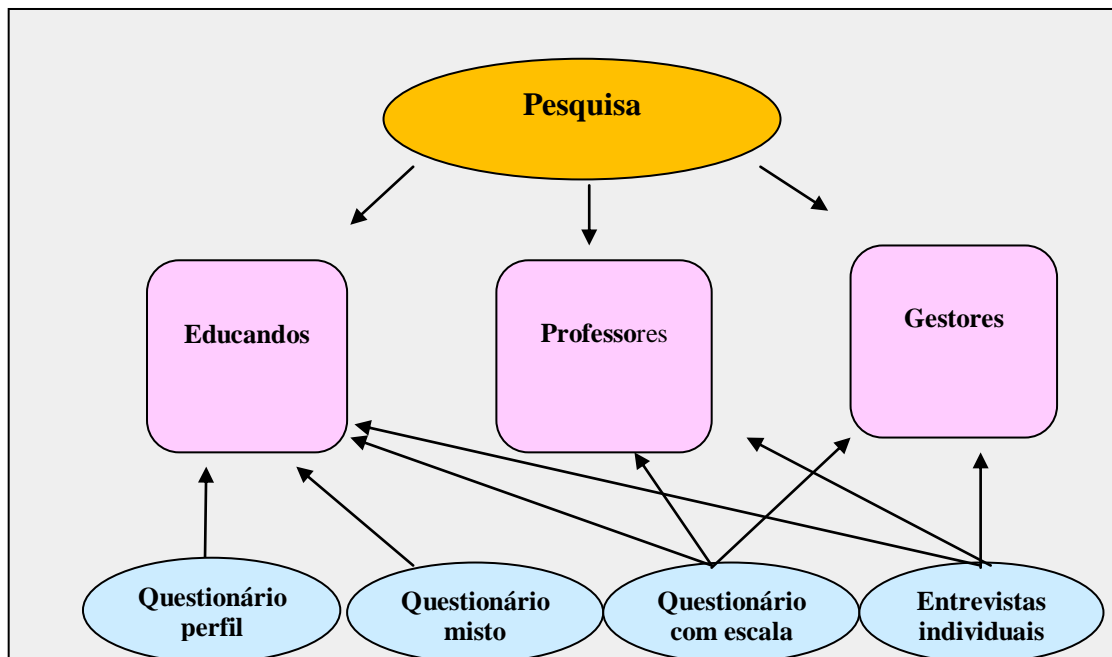 Pesquisa
Educandos
Professores
Gestores
Questionário
perfil
Questionário
misto
Questionário
com escala
Entrevistas
individuais